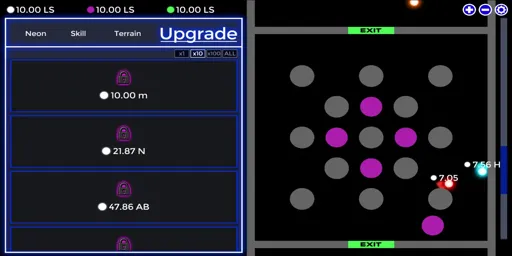 10.00 LS 10.00 LS 10.00 LS
Neon Skill Terrain Upgrade
x1 x10 x100 ALL
10.00 m
21.87 N
47.86 AB
EXIT
7.56 H
7.05
EXIT